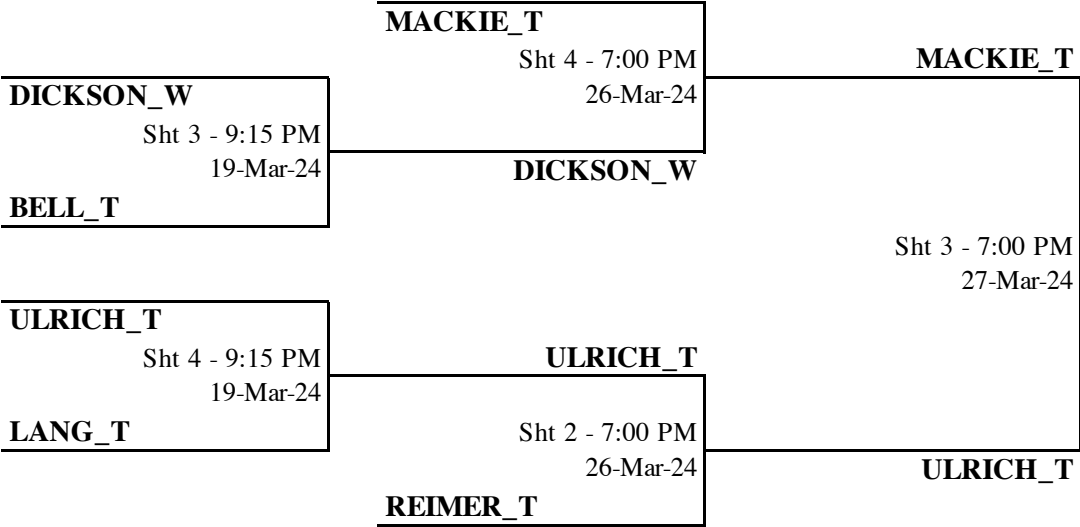 MACKIE_T
Sht 4 - 7:00 PM
26-Mar-24
MACKIE_T
DICKSON_W
Sht 3 - 9:15 PM
19-Mar-24
BELL_T
DICKSON_W
Sht 3 - 7:00 PM
27-Mar-24
ULRICH_T
Sht 4 - 9:15 PM
19-Mar-24
LANG_T
ULRICH_T
Sht 2 - 7:00 PM
26-Mar-24
REIMER_T
ULRICH_T